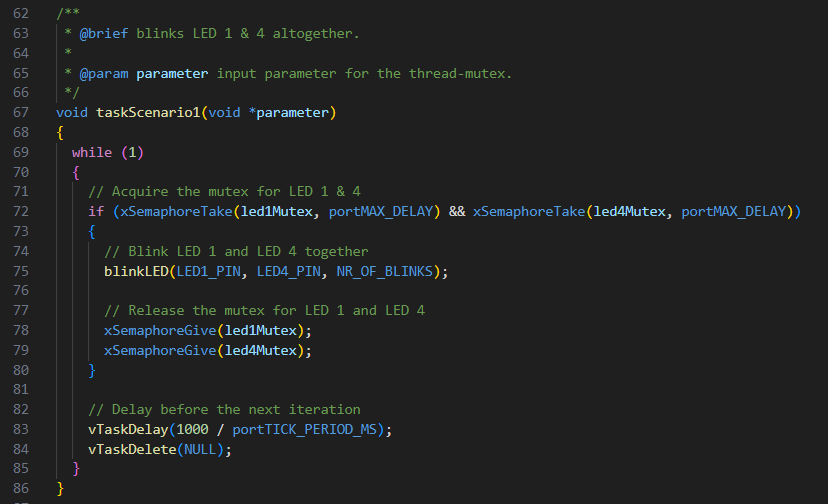 62 /**
63  * @brief blinks LED 1 & 4 altogether.
64  *
65  * @param parameter input parameter for the thread-mutex.
66  */
67 void taskScenario1(void *parameter)
68 {
69   while (1)
70   {
71     // Acquire the mutex for LED 1 & 4
72     if (xSemaphoreTake(led1Mutex, portMAX_DELAY) && xSemaphoreTake(led4Mutex, portMAX_DELAY))
73     {
74       // Blink LED 1 and LED 4 together
75       blinkLED(LED1_PIN, LED4_PIN, NR_OF_BLINKS);
76
77       // Release the mutex for LED 1 and LED 4
78       xSemaphoreGive(led1Mutex);
79       xSemaphoreGive(led4Mutex);
80     }
81
82     // Delay before the next iteration
83     vTaskDelay(1000 / portTICK_PERIOD_MS);
84     vTaskDelete(NULL);
85   }
86 }